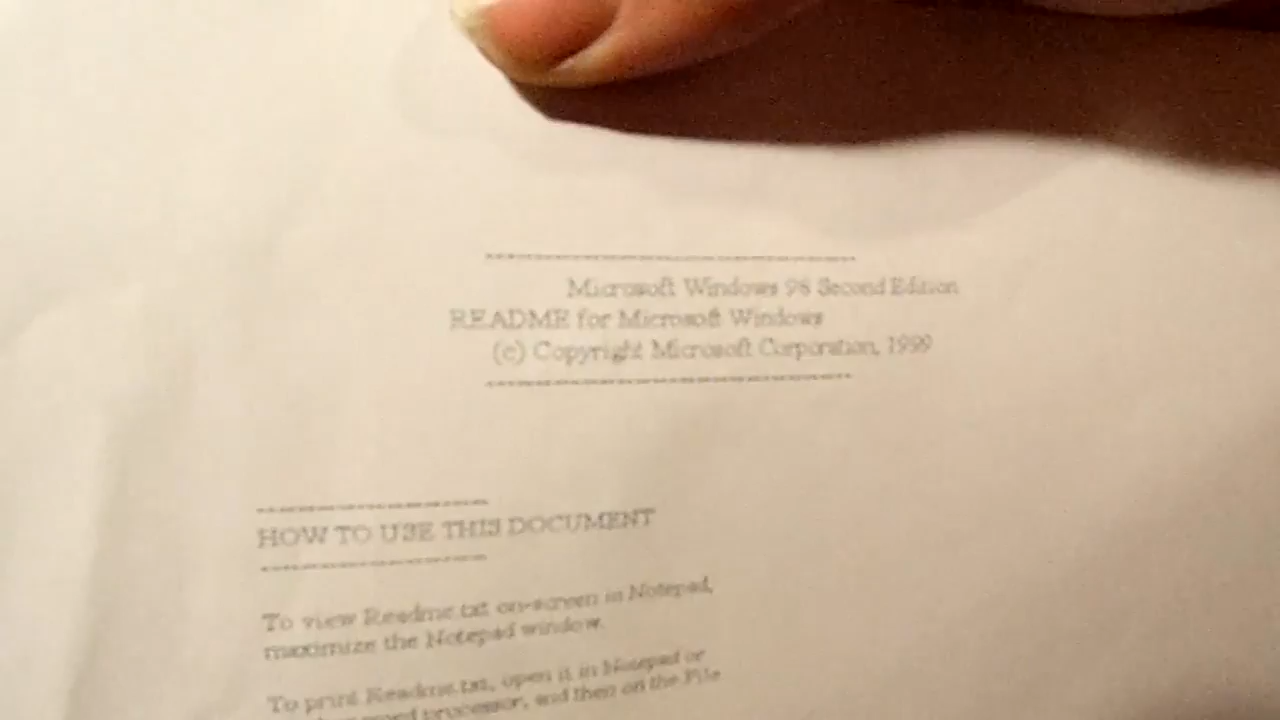 --------------------------------
Microsoft Windows 98 Second Edition
README for Microsoft Windows
(c) Copyright Microsoft Corporation, 1999
--------------------------------
--------------------
HOW TO USE THIS DOCUMENT
--------------------
To view Readme.txt on-screen in Notepad,
maximize the Notepad window.
To print Readme.txt, open it in Notepad or
processor, and then on the File